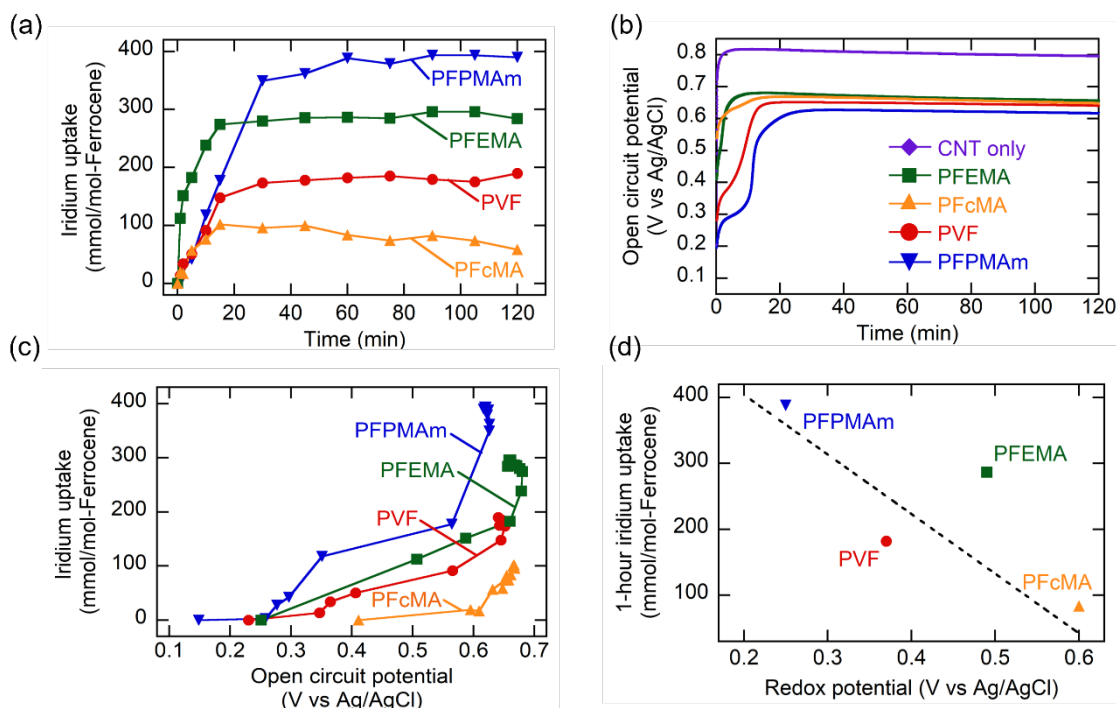 (a)
400
300
200
100
0
Iridium uptake
(mmol/mol-Ferrocene)
PFPMAm
PFEMA
PVF
PFcMA
0 20 40 60 80 100 120
Time (min)
(b)
0.8
0.7
0.6
0.5
0.4
0.3
0.2
0.1
Open circuit potential
(V vs Ag/AgCl)
CNT only
PFEMA
PFcMA
PVF
PFPMAm
0 20 40 60 80 100 120
Time (min)
(c)
400
300
200
100
0
Iridium uptake
(mmol/mol-Ferrocene)
PFPMAm
PFEMA
PVF
PFcMA
0.1 0.2 0.3 0.4 0.5 0.6 0.7
Open circuit potential
(V vs Ag/AgCl)
(d)
400
300
200
100
1-hour iridium uptake
(mmol/mol-Ferrocene)
PFPMAm
PFEMA
PVF
PFcMA
0.2 0.3 0.4 0.5 0.6
Redox potential (V vs Ag/AgCl)